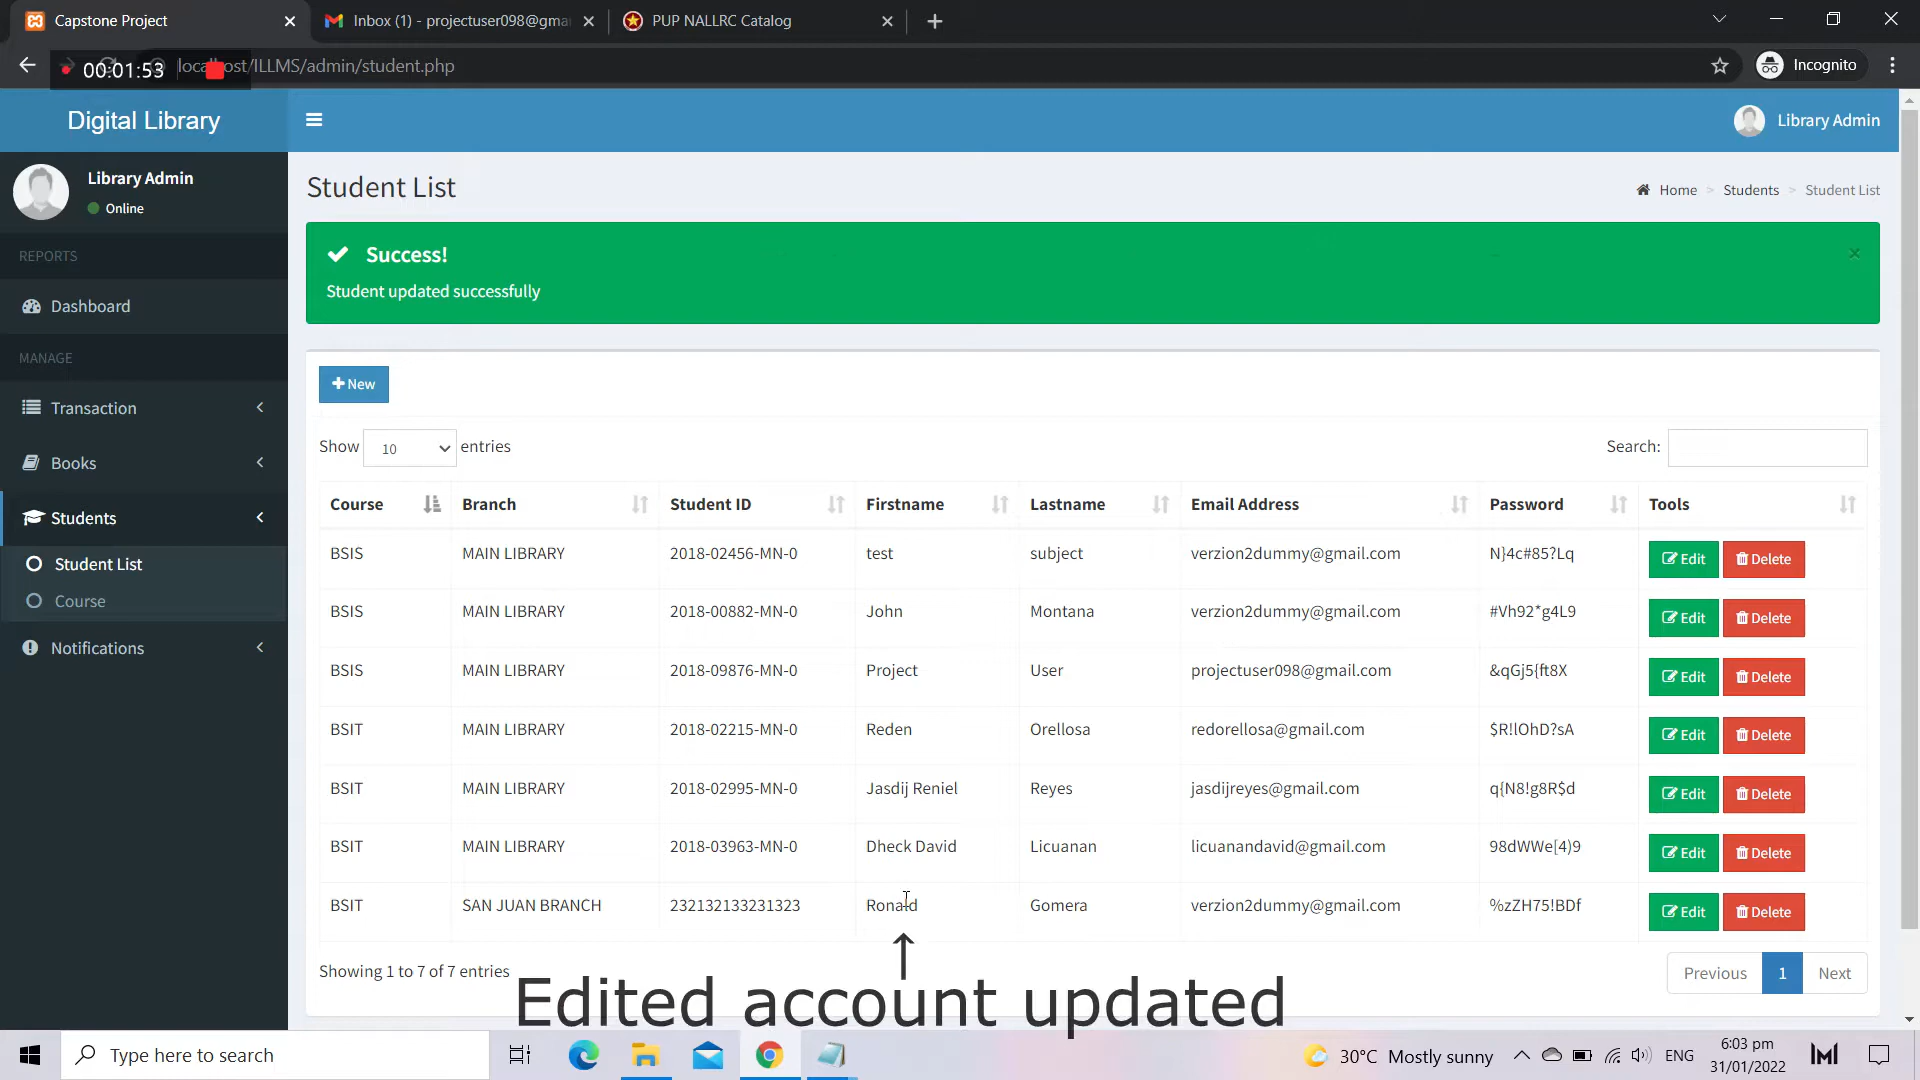 Capstone Project
Inbox (1) - projectuser098@gma
PUP NALLRC Catalog
00:01:53
localhost/ILLMS/admin/student.php
Incognito
Digital Library
Library Admin
Library Admin
Online
REPORTS
Dashboard
MANAGE
Transaction
Books
Students
Student List
Course
Notifications
Student List
Home > Students > Student List
Success!
Student updated successfully
New
Show 10 entries
Search:
Course Branch Student ID Firstname Lastname Email Address Password Tools
BSIS MAIN LIBRARY 2018-02456-MN-0 test subject verzion2dummy@gmail.com N}4c#85?Lq Edit Delete
BSIS MAIN LIBRARY 2018-00882-MN-0 John Montana verzion2dummy@gmail.com #Vh92*g4L9 Edit Delete
BSIS MAIN LIBRARY 2018-09876-MN-0 Project User projectuser098@gmail.com &qGj5{ft8X Edit Delete
BSIT MAIN LIBRARY 2018-02215-MN-0 Reden Orellosa redorellosa@gmail.com $R!lOhD?sA Edit Delete
BSIT MAIN LIBRARY 2018-02995-MN-0 Jasdij Reniel Reyes jasdijreyes@gmail.com q{N8!g8R$d Edit Delete
BSIT MAIN LIBRARY 2018-03963-MN-0 Dheck David Licuanan licuanandavid@gmail.com 98dWWe[4)9 Edit Delete
BSIT SAN JUAN BRANCH 232132133231323 Ronald Gomera verzion2dummy@gmail.com %zZH75!BDf Edit Delete
Showing 1 to 7 of 7 entries
Previous 1 Next
Edited account updated
Type here to search
30°C Mostly sunny
ENG
6:03 pm
31/01/2022